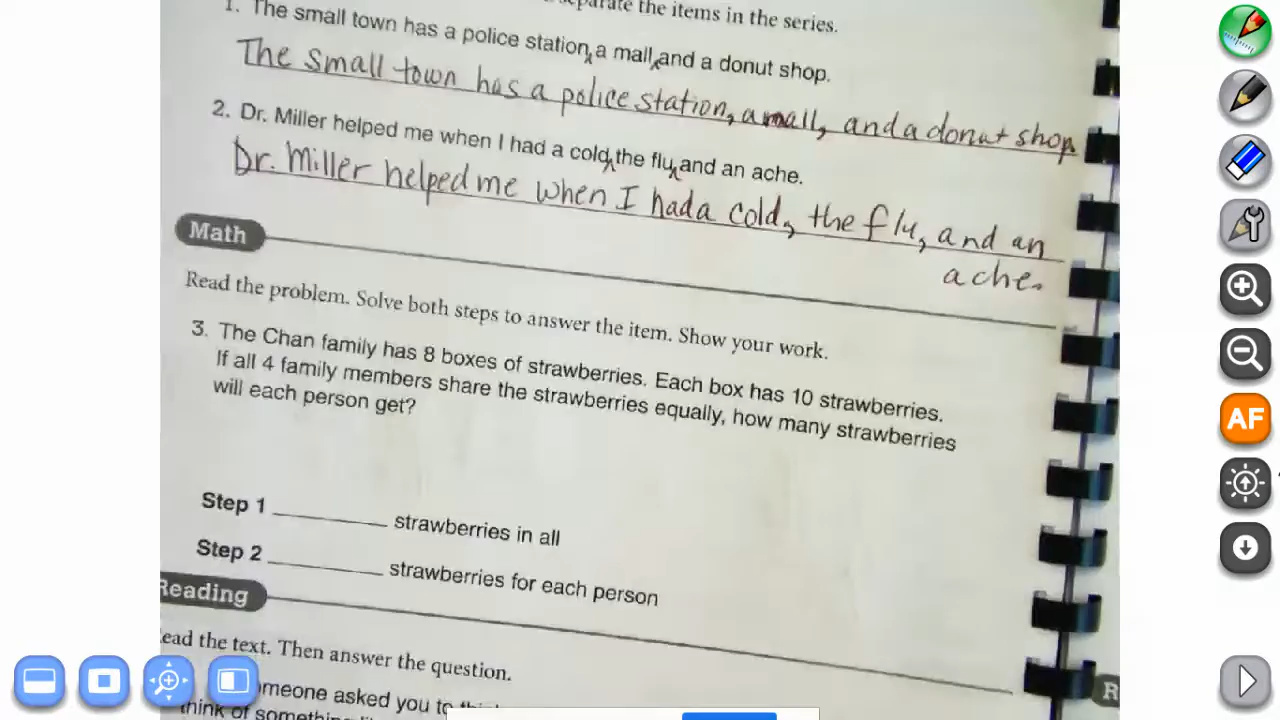 separate the items in the series.
1. The small town has a police station, a mall, and a donut shop.
The small town has a police station, a mall, and a donut shop.
2. Dr. Miller helped me when I had a cold, the flu, and an ache.
Dr. Miller helped me when I had a cold, the flu, and an
ache.
Math
Read the problem. Solve both steps to answer the item. Show your work.
3. The Chan family has 8 boxes of strawberries. Each box has 10 strawberries.
If all 4 family members share the strawberries equally, how many strawberries
will each person get?
Step 1 ________ strawberries in all
Step 2 ________ strawberries for each person
Reading
ead the text. Then answer the question.
omeone asked you to
think of something
AF
R